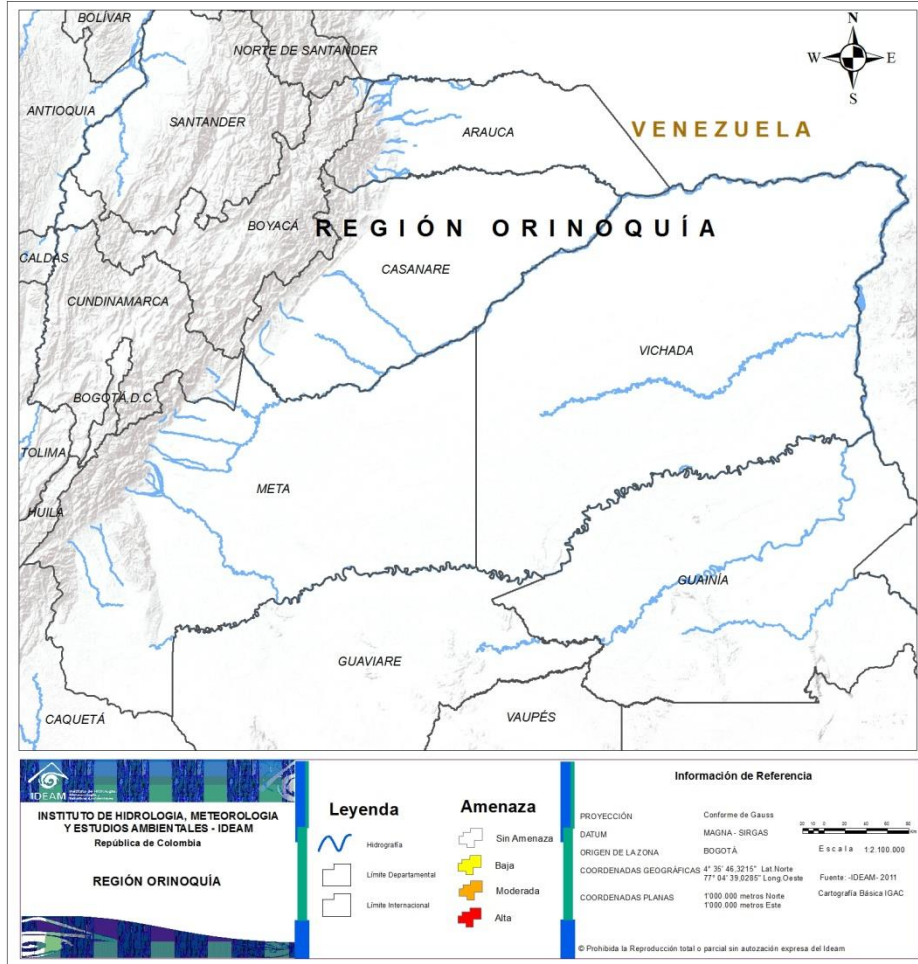 BOLÍVAR
N
NORTE DE SANTANDER
W
E
S
ANTIOQUIA
SANTANDER
ARAUCA
VENEZUELA
BOYACÁ
REGIÓN ORINOQUÍA
CALDAS
CASANARE
CUNDINAMARCA
VICHADA
BOGOTÁ D.C
TOLIMA
META
HUILA
GUAINÍA
GUAVIARE
CAQUETÁ
VAUPÉS
IDEAM
INSTITUTO DE HIDROLOGIA, METEOROLOGIA
Y ESTUDIOS AMBIENTALES - IDEAM
República de Colombia
REGIÓN ORINOQUÍA
Leyenda
Hidrografía
Límite Departamental
Límite Internacional
Amenaza
Sin Amenaza
Baja
Moderada
Alta
Información de Referencia
PROYECCIÓN Conforme de Gauss
DATUM MAGNA - SIRGAS
ORIGEN DE LA ZONA BOGOTÁ
COORDENADAS GEOGRÁFICAS 4° 35' 46,3215" Lat.Norte
77° 04' 39,0285" Long.Oeste
COORDENADAS PLANAS 1'000.000 metros Norte
1'000.000 metros Este
Escala 1:2.100.000
Fuente: -IDEAM- 2011
Cartografía Básica IGAC
© Prohibida la Reproducción total o parcial sin autozación expresa del Ideam